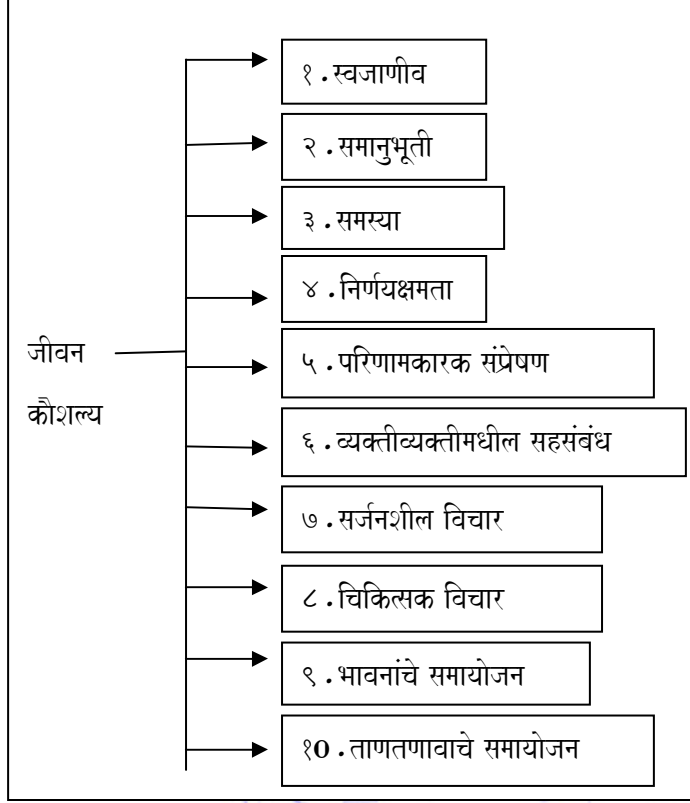 १.स्वजाणीव
२.समानुभूती
३.समस्या
४.निर्णयक्षमता
जीवन
कौशल्य
५.परिणामकारक संप्रेषण
६.व्यक्तीव्यक्तीमधील सहसंबंध
७.सर्जनशील विचार
८.चिकित्सक विचार
९.भावनांचे समायोजन
१0.ताणतणावाचे समायोजन